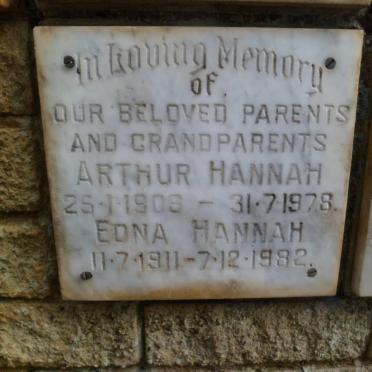 In Loving Memory
OF
OUR BELOVED PARENTS
AND GRANDPARENTS
ARTHUR HANNAH
25·1·1906 – 31·7·1978.
EDNA HANNAH
11·7·1911–7·12·1982.